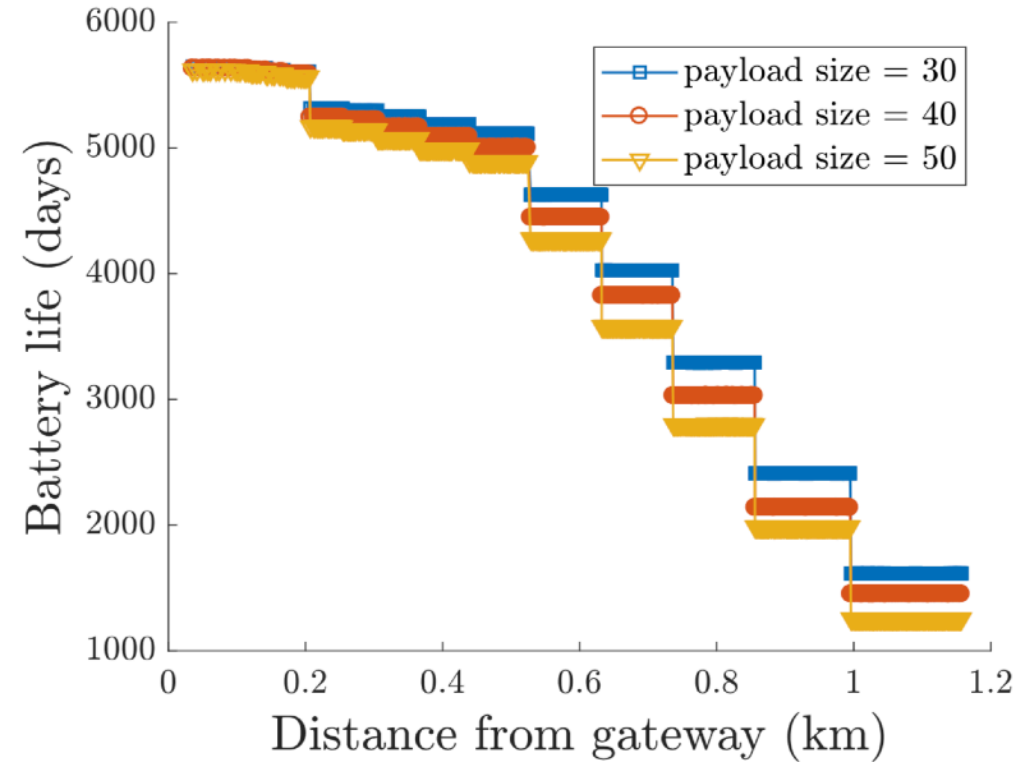 6000
5000
4000
3000
2000
1000
Battery life (days)
payload size = 30
payload size = 40
payload size = 50
0 0.2 0.4 0.6 0.8 1 1.2
Distance from gateway (km)